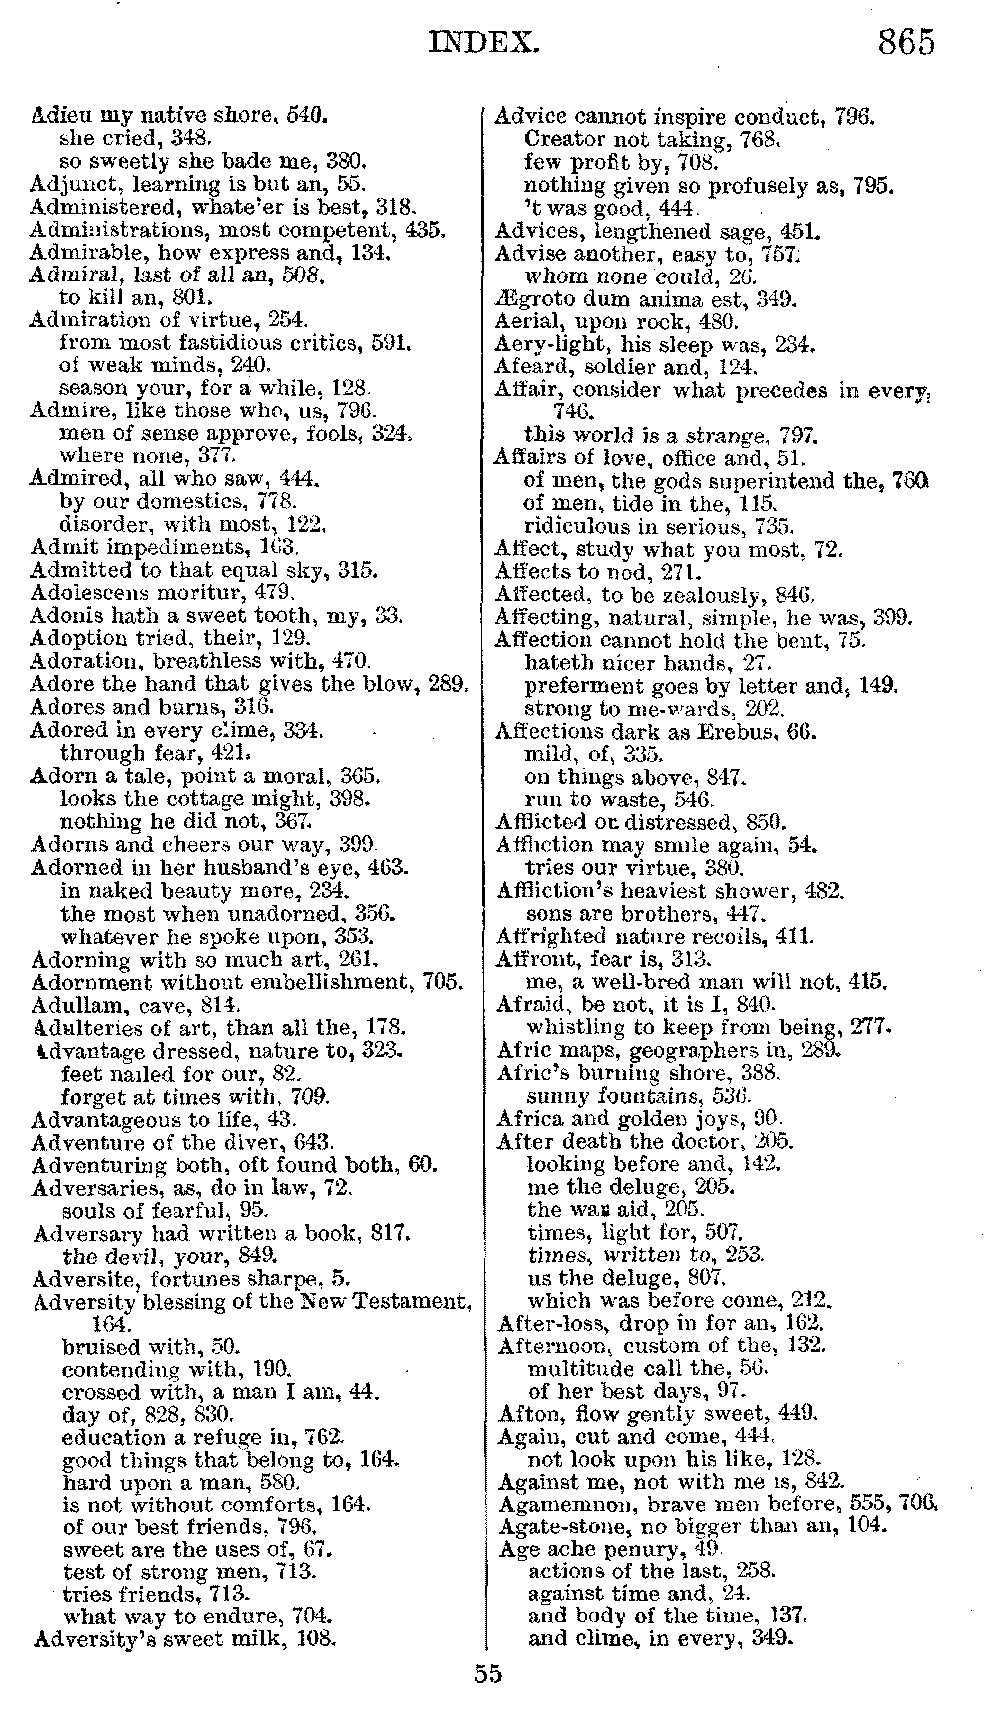 INDEX. 865
Adieu my native shore, 540.
she cried, 348.
so sweetly she bade me, 380.
Adjunct, learning is but an, 55.
Administered, whate'er is best, 318.
Administrations, most competent, 435.
Admirable, how express and, 134.
Admiral, last of all an, 508.
to kill an, 801.
Admiration of virtue, 254.
from most fastidious critics, 591.
of weak minds, 240.
season your, for a while, 128.
Admire, like those who, us, 796.
men of sense approve, fools, 324.
where none, 377.
Admired, all who saw, 444.
by our domestics, 778.
disorder, with most, 122.
Admit impediments, 163.
Admitted to that equal sky, 315.
Adolescens moritur, 479.
Adonis hath a sweet tooth, my, 33.
Adoption tried, their, 129.
Adoration, breathless with, 470.
Adore the hand that gives the blow, 289.
Adores and burns, 316.
Adored in every clime, 334.
through fear, 421.
Adorn a tale, point a moral, 365.
looks the cottage might, 398.
nothing he did not, 367.
Adorns and cheers our way, 399.
Adorned in her husband's eye, 463.
in naked beauty more, 234.
the most when unadorned, 356.
whatever he spoke upon, 353.
Adorning with so much art, 261.
Adornment without embellishment, 705.
Adullam, cave, 814.
Adulteries of art, than all the, 178.
Advantage dressed, nature to, 323.
feet nailed for our, 82.
forget at times with, 709.
Advantageous to life, 43.
Adventure of the diver, 643.
Adventuring both, oft found both, 60.
Adversaries, as, do in law, 72.
souls of fearful, 95.
Adversary had written a book, 817.
the devil, your, 849.
Adversite, fortunes sharpe, 5.
Adversity blessing of the New Testament,
164.
bruised with, 50.
contending with, 190.
crossed with, a man I am, 44.
day of, 828, 830.
education a refuge in, 762.
good things that belong to, 164.
hard upon a man, 580.
is not without comforts, 164.
of our best friends, 796.
sweet are the uses of, 67.
test of strong men, 713.
tries friends, 713.
what way to endure, 704.
Adversity's sweet milk, 108.
Advice cannot inspire conduct, 796.
Creator not taking, 768.
few profit by, 708.
nothing given so profusely as, 795.
't was good, 444.
Advices, lengthened sage, 451.
Advise another, easy to, 757.
whom none could, 26.
Ægroto dum anima est, 349.
Aerial, upon rock, 480.
Aery-light, his sleep was, 234.
Afeard, soldier and, 124.
Affair, consider what precedes in every,
746.
this world is a strange, 797.
Affairs of love, office and, 51.
of men, the gods superintend the, 760
of men, tide in the, 115.
ridiculous in serious, 735.
Affect, study what you most, 72.
Affects to nod, 271.
Affected, to be zealously, 846.
Affecting, natural, simple, he was, 399.
Affection cannot hold the bent, 75.
hateth nicer hands, 27.
preferment goes by letter and, 149.
strong to me-wards, 202.
Affections dark as Erebus, 66.
mild, of, 335.
on things above, 847.
run to waste, 546.
Afflicted or distressed, 850.
Affliction may smile again, 54.
tries our virtue, 380.
Affliction's heaviest shower, 482.
sons are brothers, 447.
Affrighted nature recoils, 411.
Affront, fear is, 313.
me, a well-bred man will not, 415.
Afraid, be not, it is I, 840.
whistling to keep from being, 277.
Afric maps, geographers in, 289.
Afric's burning shore, 388.
sunny fountains, 536.
Africa and golden joys, 90.
After death the doctor, 205.
looking before and, 142.
me the deluge, 205.
the war aid, 205.
times, light for, 507.
times, written to, 253.
us the deluge, 807.
which was before come, 212.
After-loss, drop in for an, 162.
Afternoon, custom of the, 132.
multitude call the, 56.
of her best days, 97.
Afton, flow gently sweet, 449.
Again, cut and come, 444.
not look upon his like, 128.
Against me, not with me is, 842.
Agamemnon, brave men before, 555, 706.
Agate-stone, no bigger than an, 104.
Age ache penury, 49.
actions of the last, 258.
against time and, 24.
and body of the time, 137.
and clime, in every, 349.
55